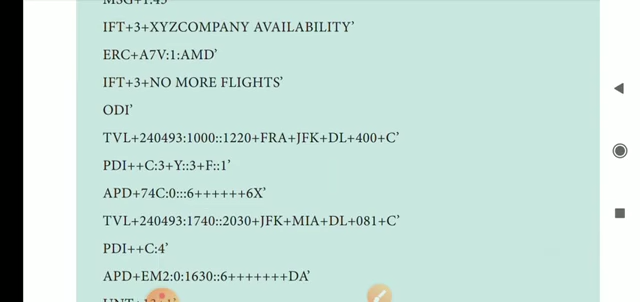 IFT+3+XYZCOMPANY AVAILABILITY’
ERC+A7V:1:AMD’
IFT+3+NO MORE FLIGHTS’
ODI’
TVL+240493:1000::1220+FRA+JFK+DL+400+C’
PDI++C:3+Y::3+F::1’
APD+74C:0:::6++++++6X’
TVL+240493:1740::2030+JFK+MIA+DL+081+C’
PDI++C:4’
APD+EM2:0:1630::6+++++++DA’